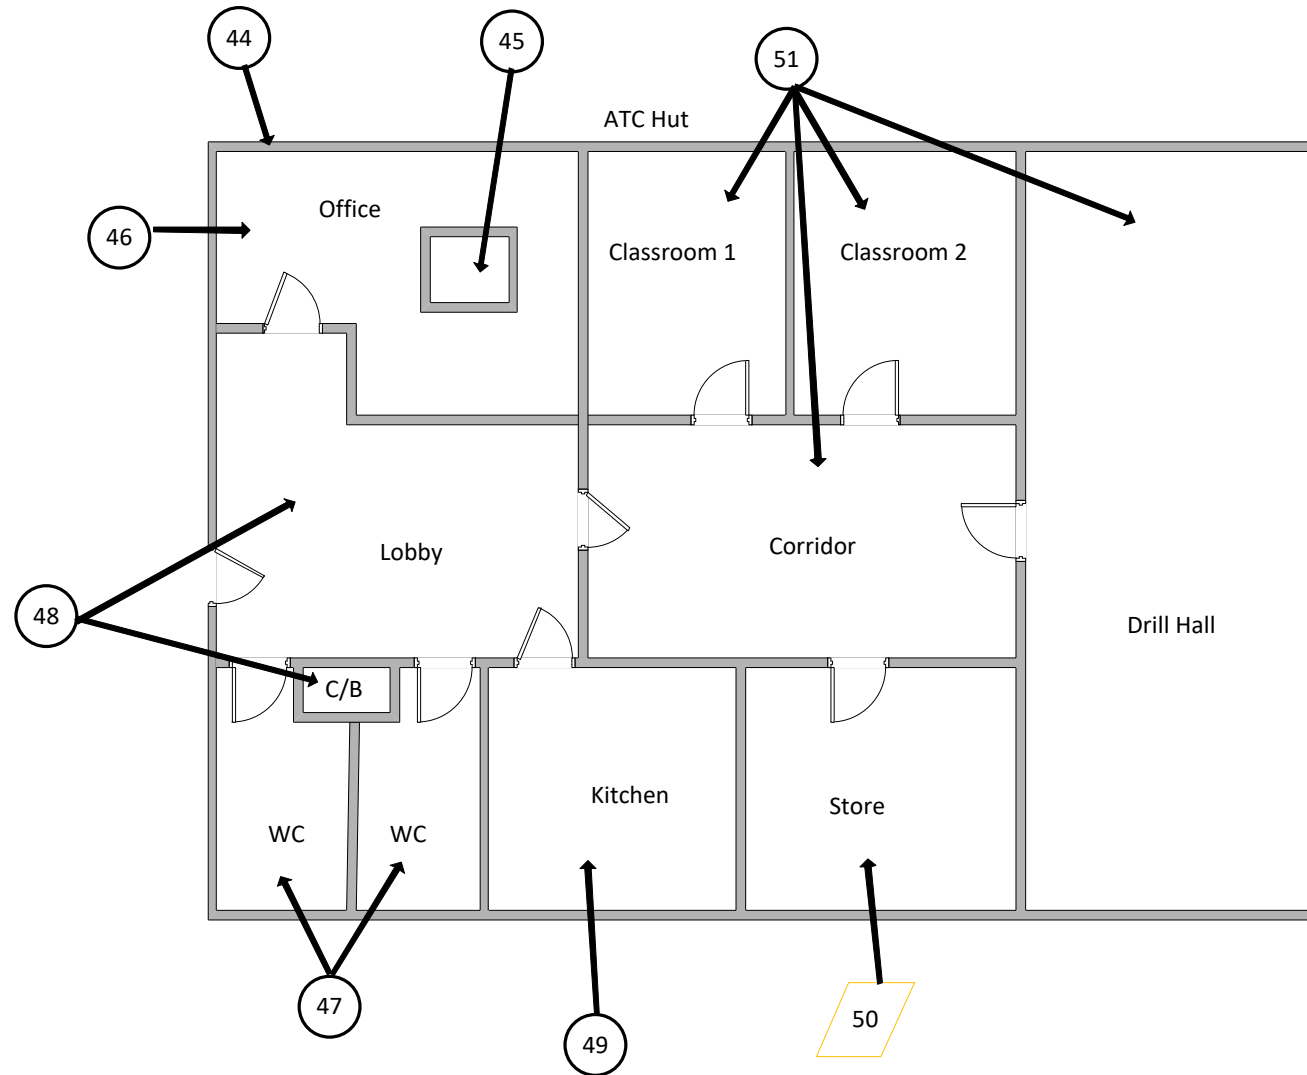 44
45
51
ATC Hut
46
Office
Classroom 1
Classroom 2
Lobby
Corridor
48
Drill Hall
C/B
Kitchen
Store
WC
WC
47
49
50